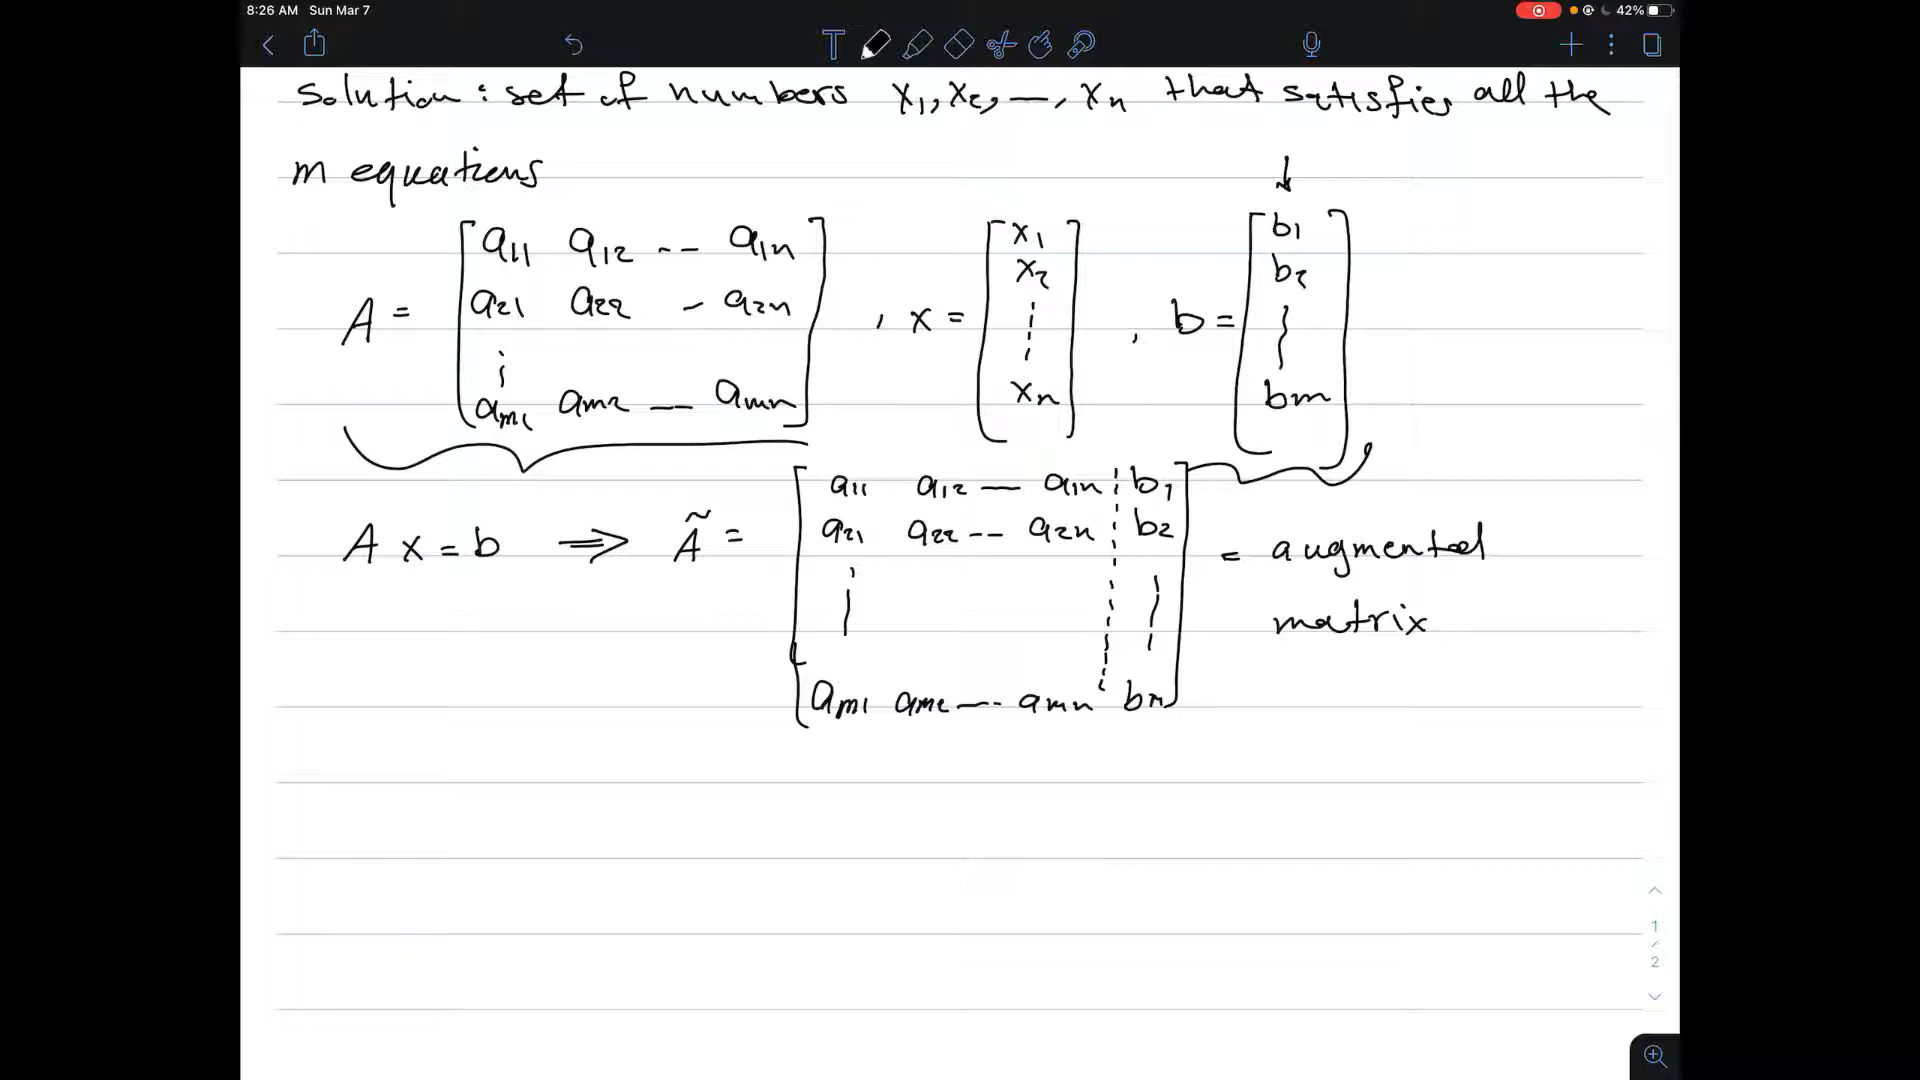 8:26 AM Sun Mar 7
42%
T
solution: set of numbers x1, x2, —, xn that satisfies all the
m equations
A = [a11 a12 -- a1n
a21 a22 - a2n
⋮
am1 am2 — amn]
, x = [x1
x2
⋮
xn]
, b = [b1
b2
⋮
bm]
A x = b ⟹ Ã = [a11 a12 — a1n ⋮ b1
a21 a22 -- a2n ⋮ b2
⋮
am1 am2 —-- amn bm]
= augmented
matrix
1
2